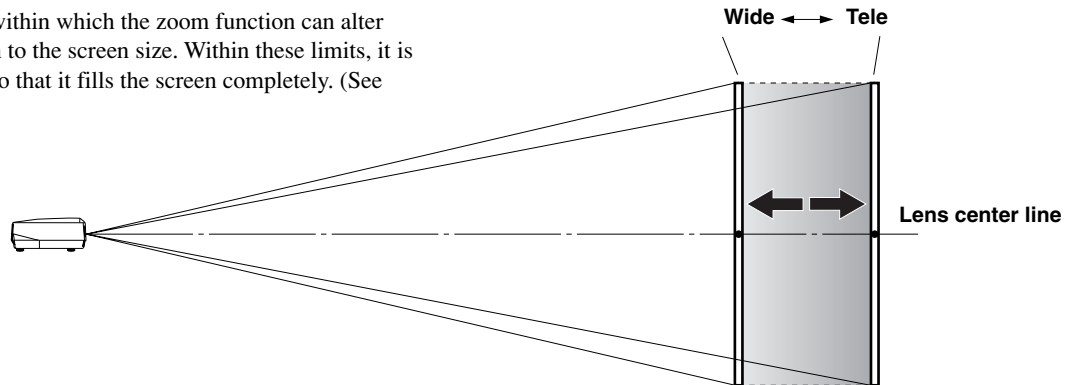 within which the zoom function can alter
to the screen size. Within these limits, it is
that it fills the screen completely. (See
Wide Tele
Lens center line